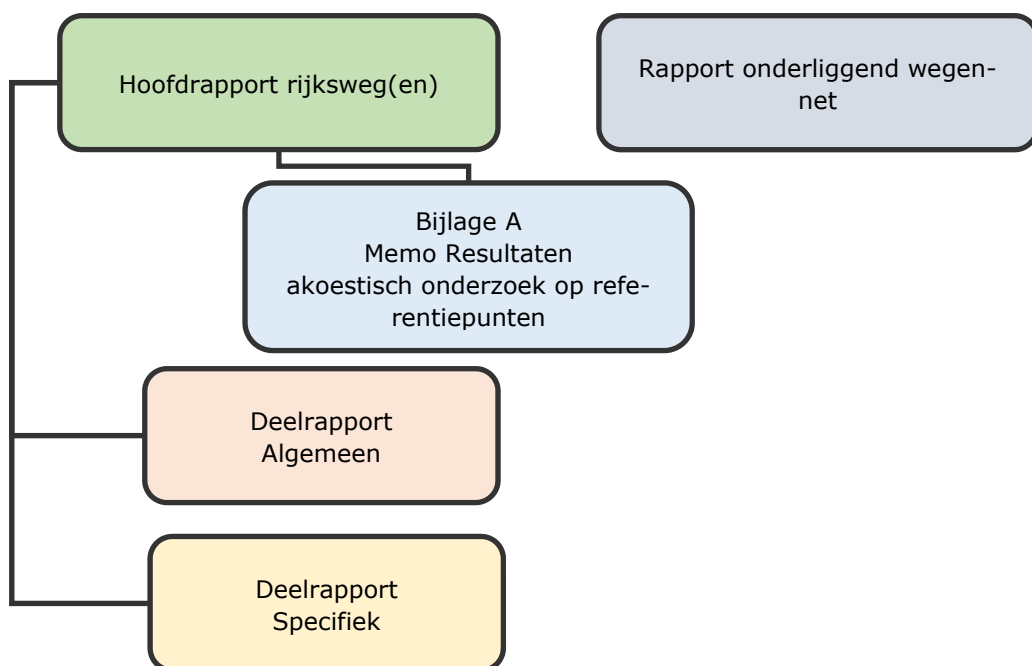 Hoofdrapport rijksweg(en)
Rapport onderliggend wegen-
net
Bijlage A
Memo Resultaten
akoestisch onderzoek op refe-
rentiepunten
Deelrapport
Algemeen
Deelrapport
Specifiek